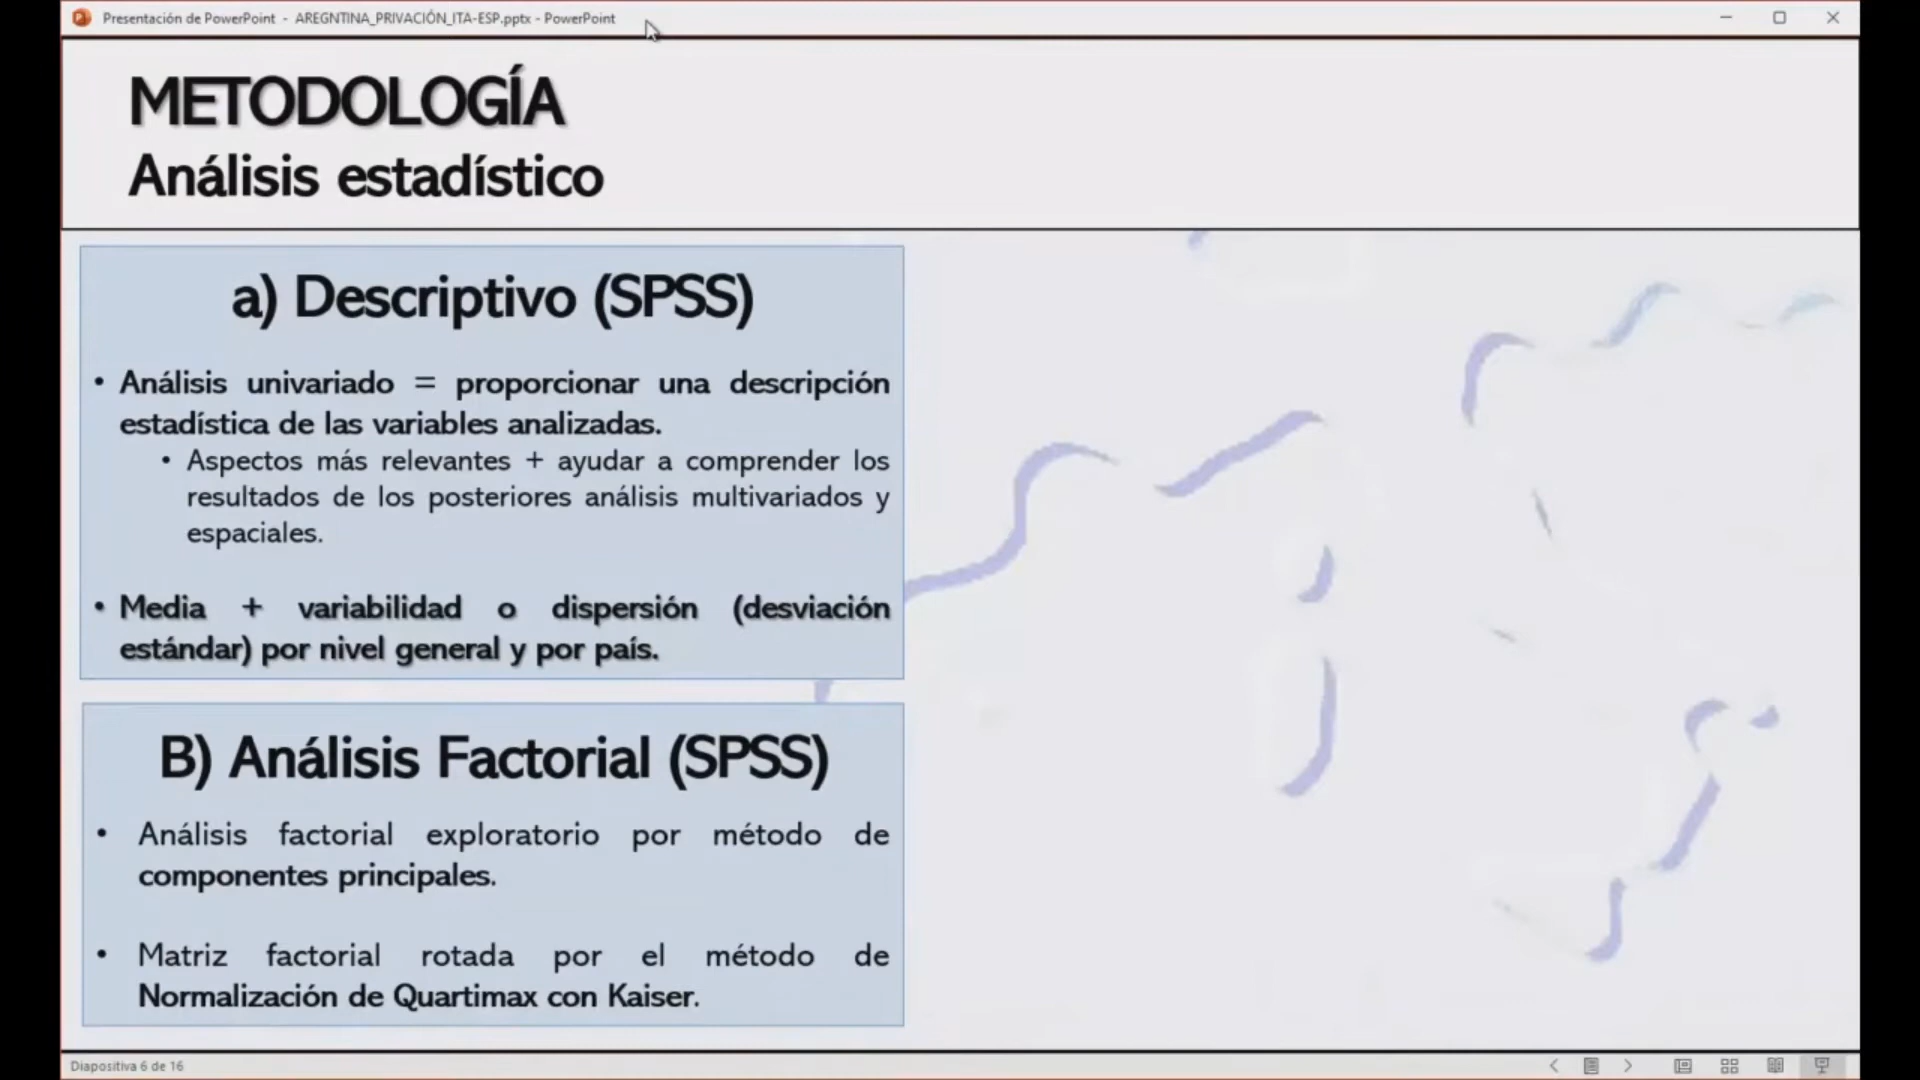 Presentación de PowerPoint - AREGNTINA_PRIVACIÓN_ITA-ESP.pptx - PowerPoint
METODOLOGÍA
Análisis estadístico
a) Descriptivo (SPSS)
• Análisis univariado = proporcionar una descripción
estadística de las variables analizadas.
• Aspectos más relevantes + ayudar a comprender los
resultados de los posteriores análisis multivariados y
espaciales.
• Media + variabilidad o dispersión (desviación
estándar) por nivel general y por país.
B) Análisis Factorial (SPSS)
• Análisis factorial exploratorio por método de
componentes principales.
• Matriz factorial rotada por el método de
Normalización de Quartimax con Kaiser.
Diapositiva 6 de 16